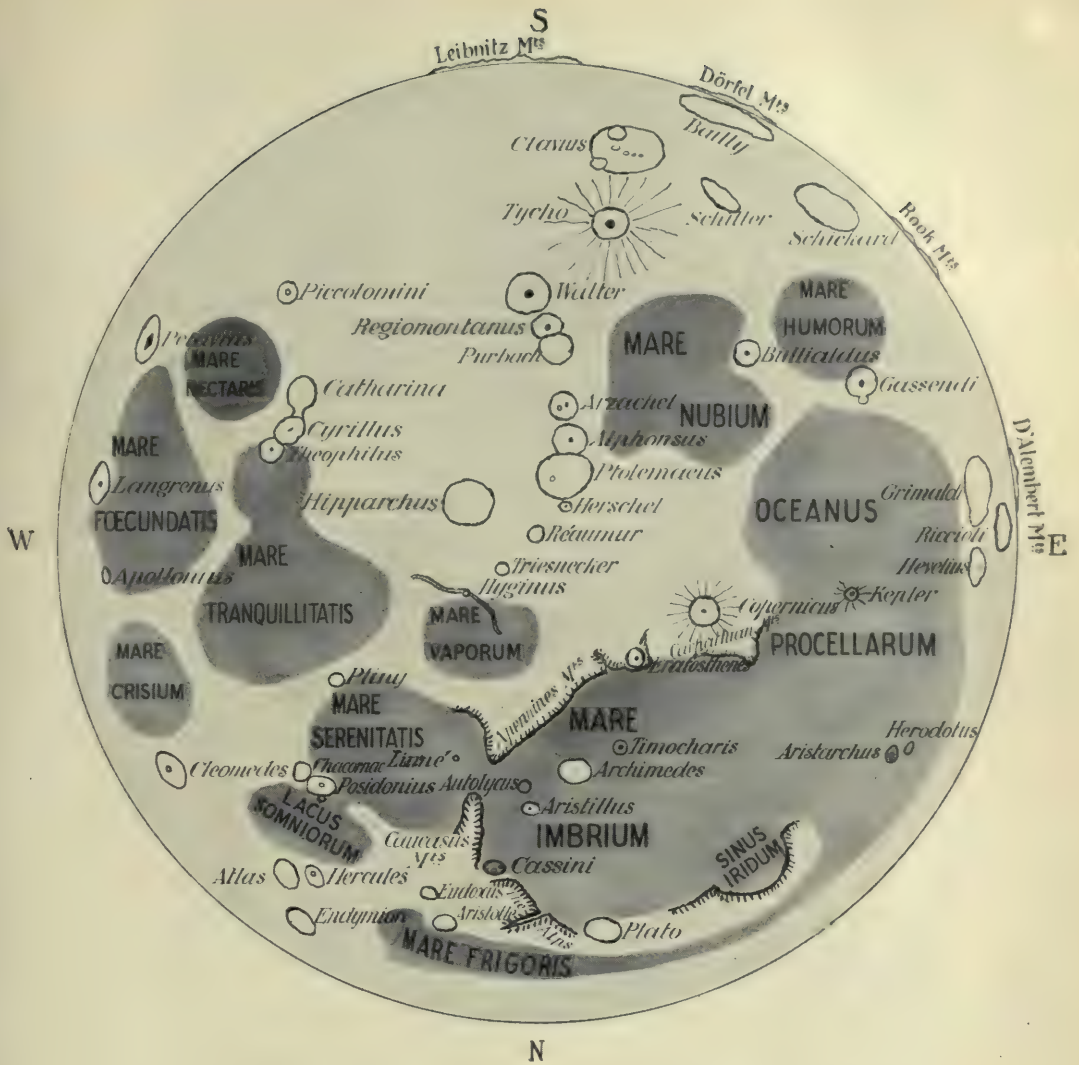 S
Leibnitz Mts
Dörfel Mts
Bailly
Clavius
Tycho
Schiller
Schickard
Rook Mts
Piccolomini
Walter
MARE
HUMORUM
Regiomontanus
Purbach
MARE
NUBIUM
Bullialdus
Gassendi
Petavius
MARE
NECTARIS
Catharina
Cyrillus
Theophilus
Arzachel
Alphonsus
Ptolemaeus
Herschel
D'Alembert Mts
MARE
FŒCUNDATIS
Langrenus
Hipparchus
OCEANUS
PROCELLARUM
Grimaldi
Riccioli
Hevelius
W
E
Réaumur
Triesnecker
Hyginus
Apollonius
MARE
TRANQUILLITATIS
MARE
VAPORUM
Copernicus
Kepler
Carpathian Mts
Eratosthenes
MARE
CRISIUM
Pliny
MARE
SERENITATIS
Apennines Mts
MARE
IMBRIUM
Timocharis
Herodotus
Aristarchus
Cleomedes
Chacornac
Linné
Posidonius
Autolycus
Archimedes
Aristillus
LACUS
SOMNIORUM
Caucasus
Mts
Cassini
SINUS
IRIDUM
Atlas
Hercules
Eudoxus
The
Alps
Endymion
Aristotle
Plato
MARE FRIGORIS
N